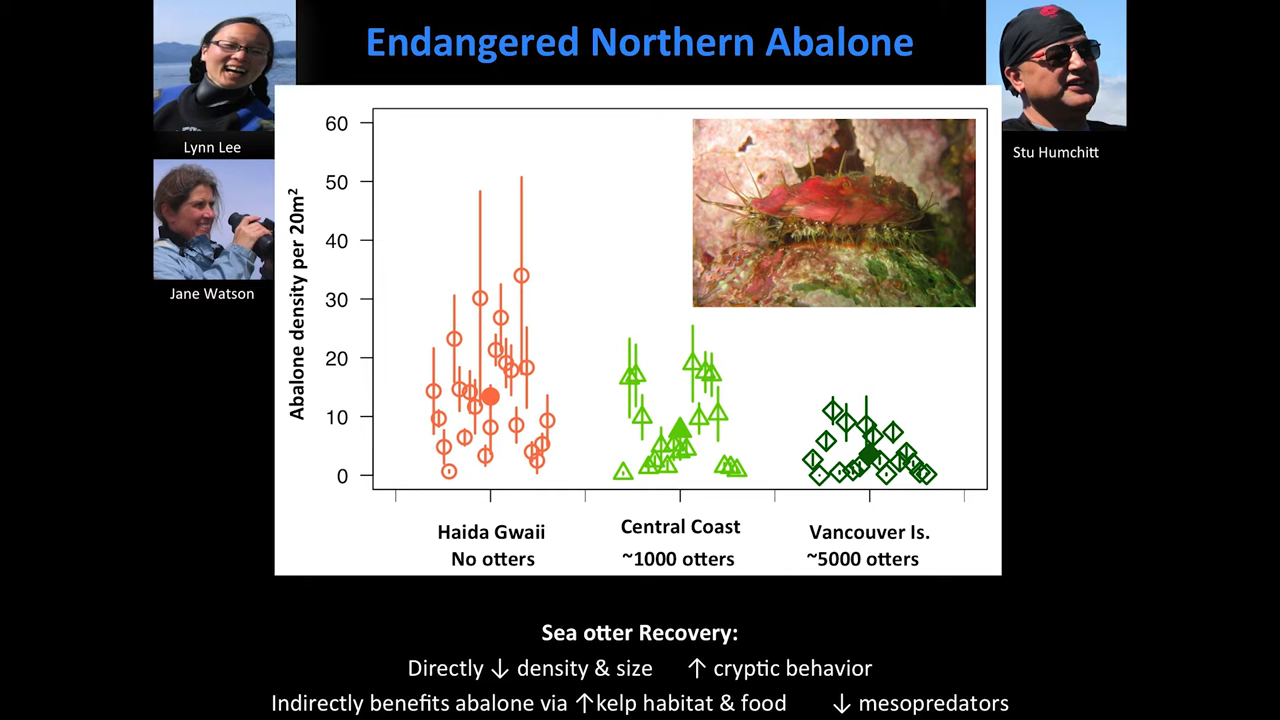 Endangered Northern Abalone
Lynn Lee
Jane Watson
Stu Humchitt
Abalone density per 20m²
60
50
40
30
20
10
0
Haida Gwaii
No otters
Central Coast
~1000 otters
Vancouver Is.
~5000 otters
Sea otter Recovery:
Directly ↓ density & size ↑ cryptic behavior
Indirectly benefits abalone via ↑kelp habitat & food ↓ mesopredators